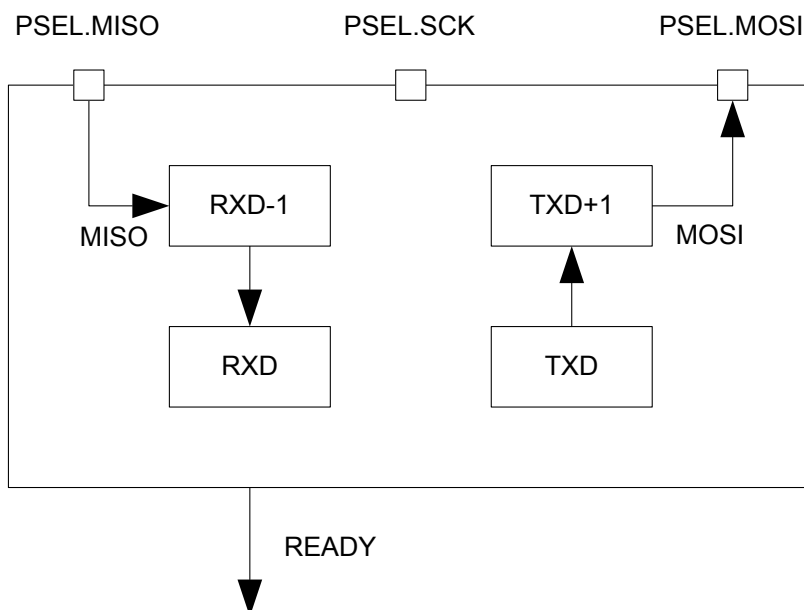 PSEL.MISO PSEL.SCK PSEL.MOSI
RXD-1 TXD+1
MISO MOSI
RXD TXD
READY